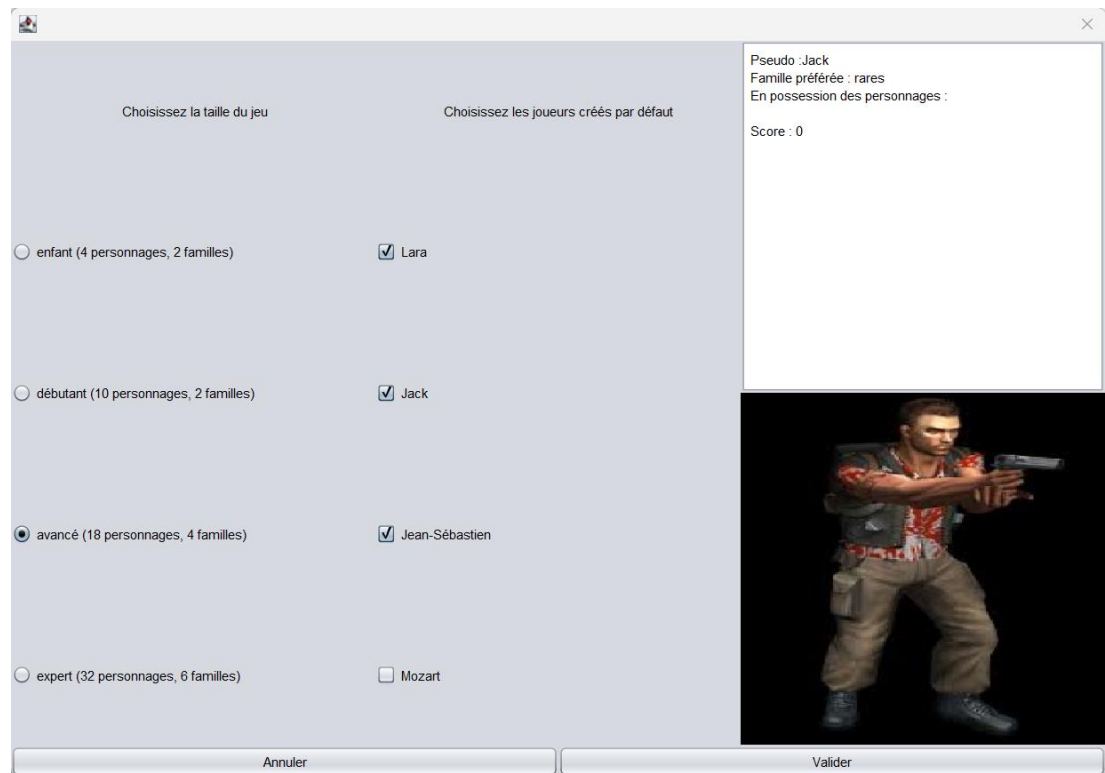 Choisissez la taille du jeu
Choisissez les joueurs créés par défaut
enfant (4 personnages, 2 familles)
Lara
débutant (10 personnages, 2 familles)
Jack
avancé (18 personnages, 4 familles)
Jean-Sébastien
expert (32 personnages, 6 familles)
Mozart
Pseudo :Jack
Famille préférée : rares
En possession des personnages :
Score : 0
Annuler
Valider